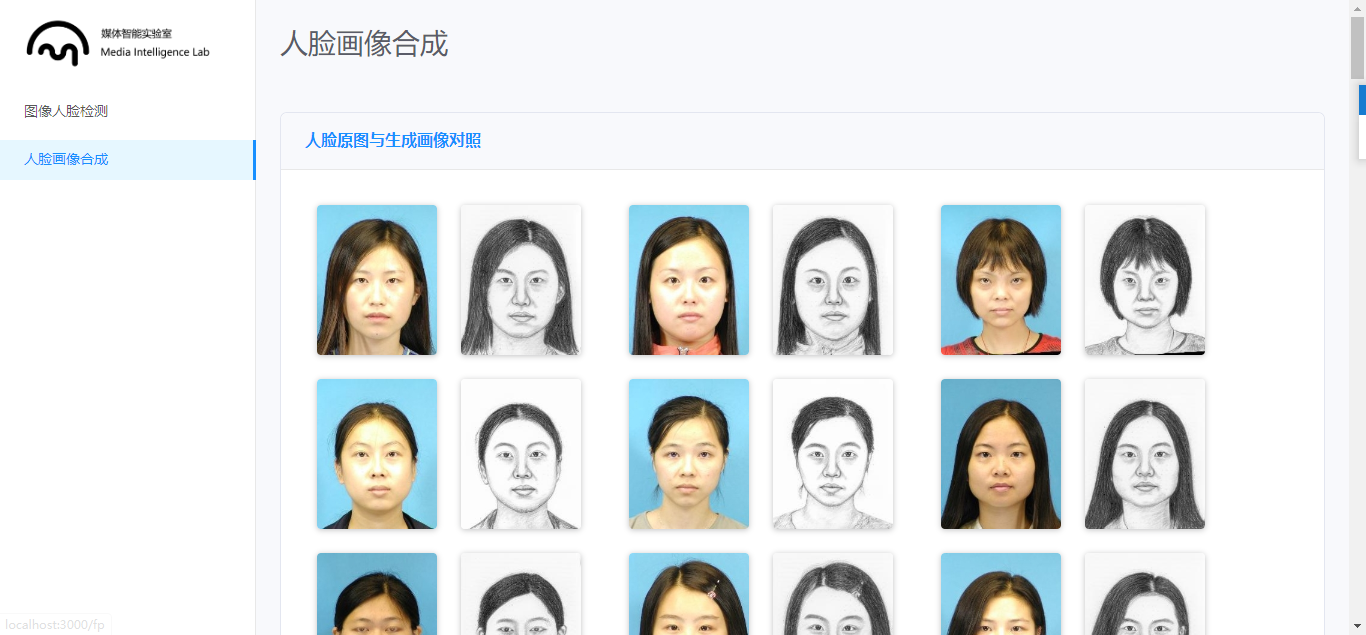 媒体智能实验室
Media Intelligence Lab
人脸画像合成
图像人脸检测
人脸画像合成
人脸原图与生成画像对照
localhost:3000/fp